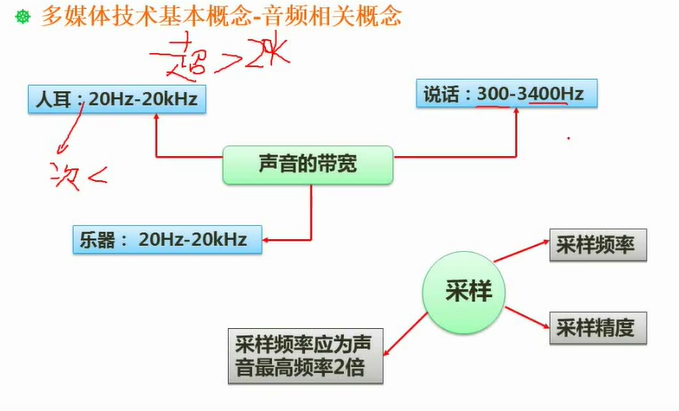 多媒体技术基本概念-音频相关概念
超>20K
人耳:20Hz-20kHz
说话:300-3400Hz
次<
声音的带宽
乐器: 20Hz-20kHz
采样频率
采样
采样精度
采样频率应为声
音最高频率2倍